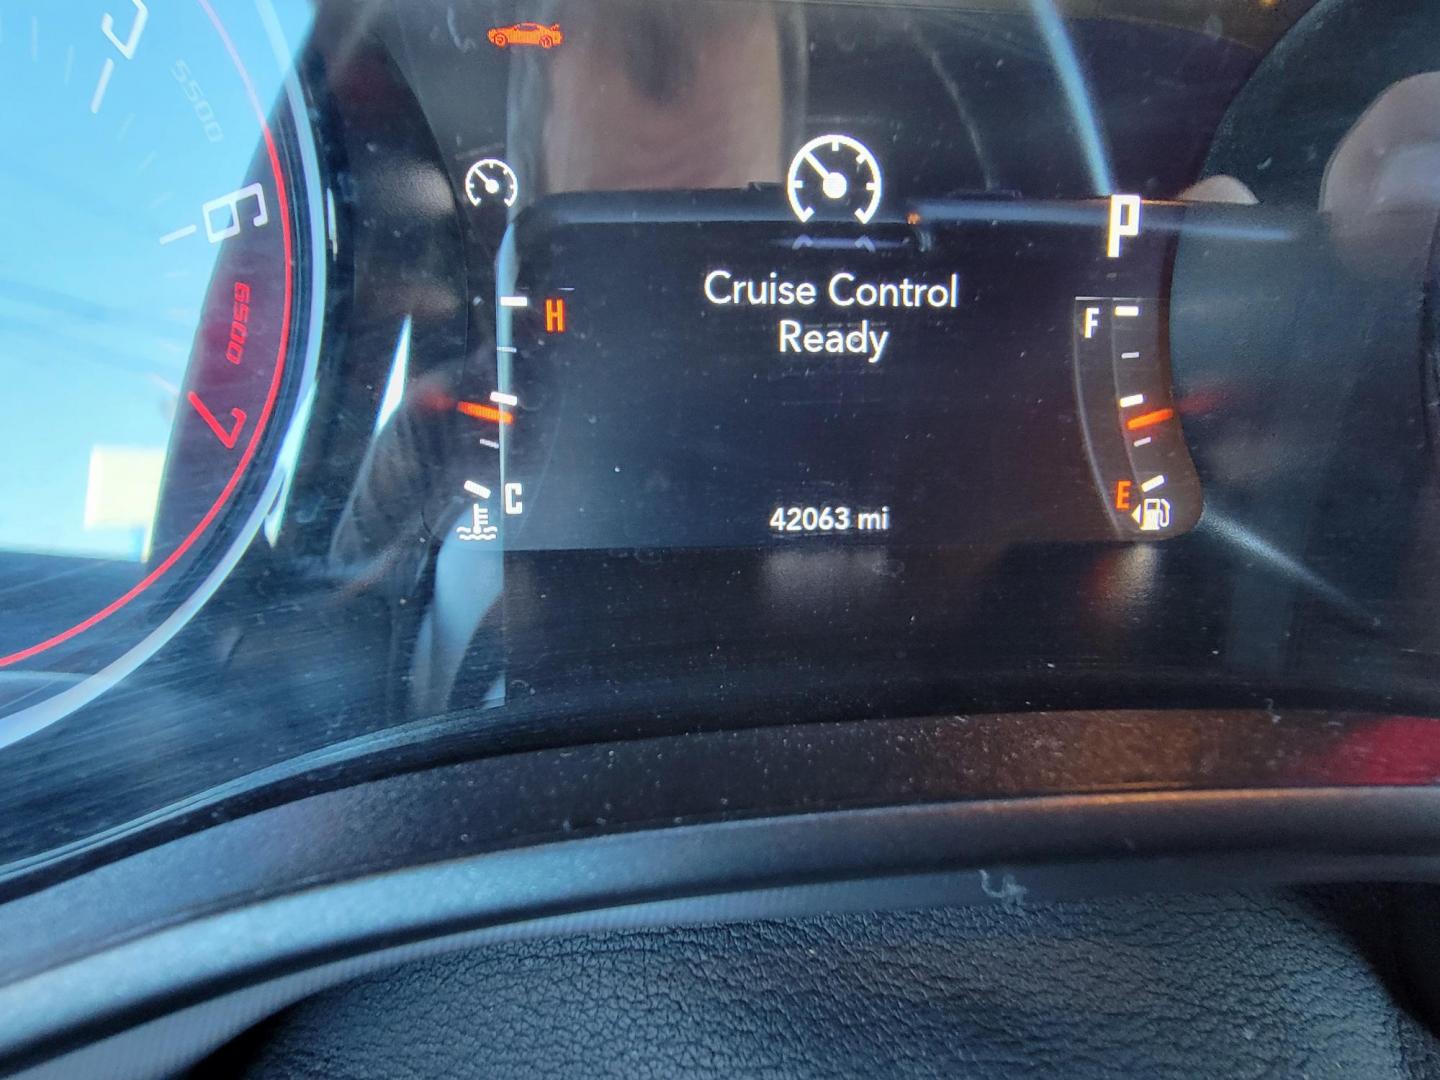 5500
6
6500
7
P
H
C
Cruise Control
Ready
F
E
42063 mi